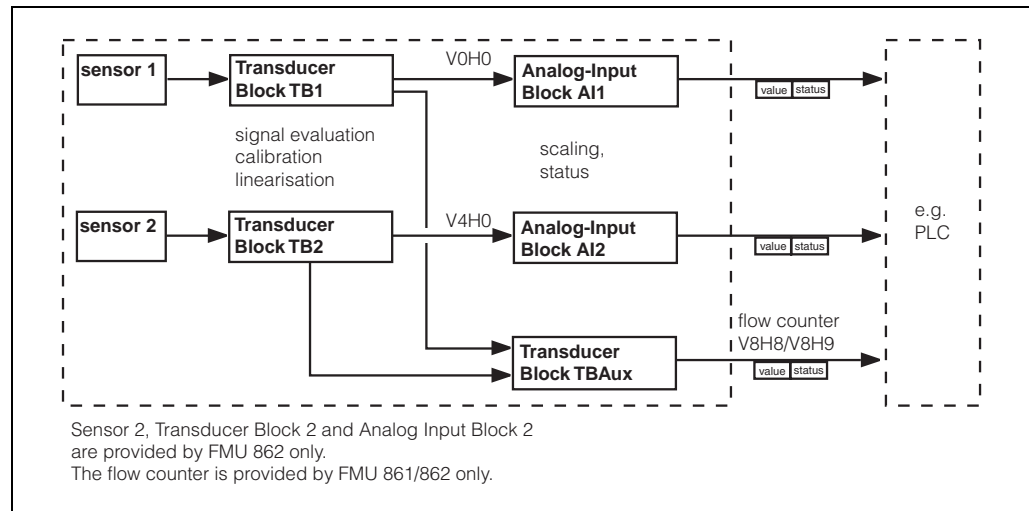 sensor 1
Transducer
Block TB1
V0H0
Analog-Input
Block AI1
value status
signal evaluation
calibration
linearisation
scaling,
status
sensor 2
Transducer
Block TB2
V4H0
Analog-Input
Block AI2
value status
e.g.
PLC
Transducer
Block TBAux
flow counter
V8H8/V8H9
value status
Sensor 2, Transducer Block 2 and Analog Input Block 2
are provided by FMU 862 only.
The flow counter is provided by FMU 861/862 only.